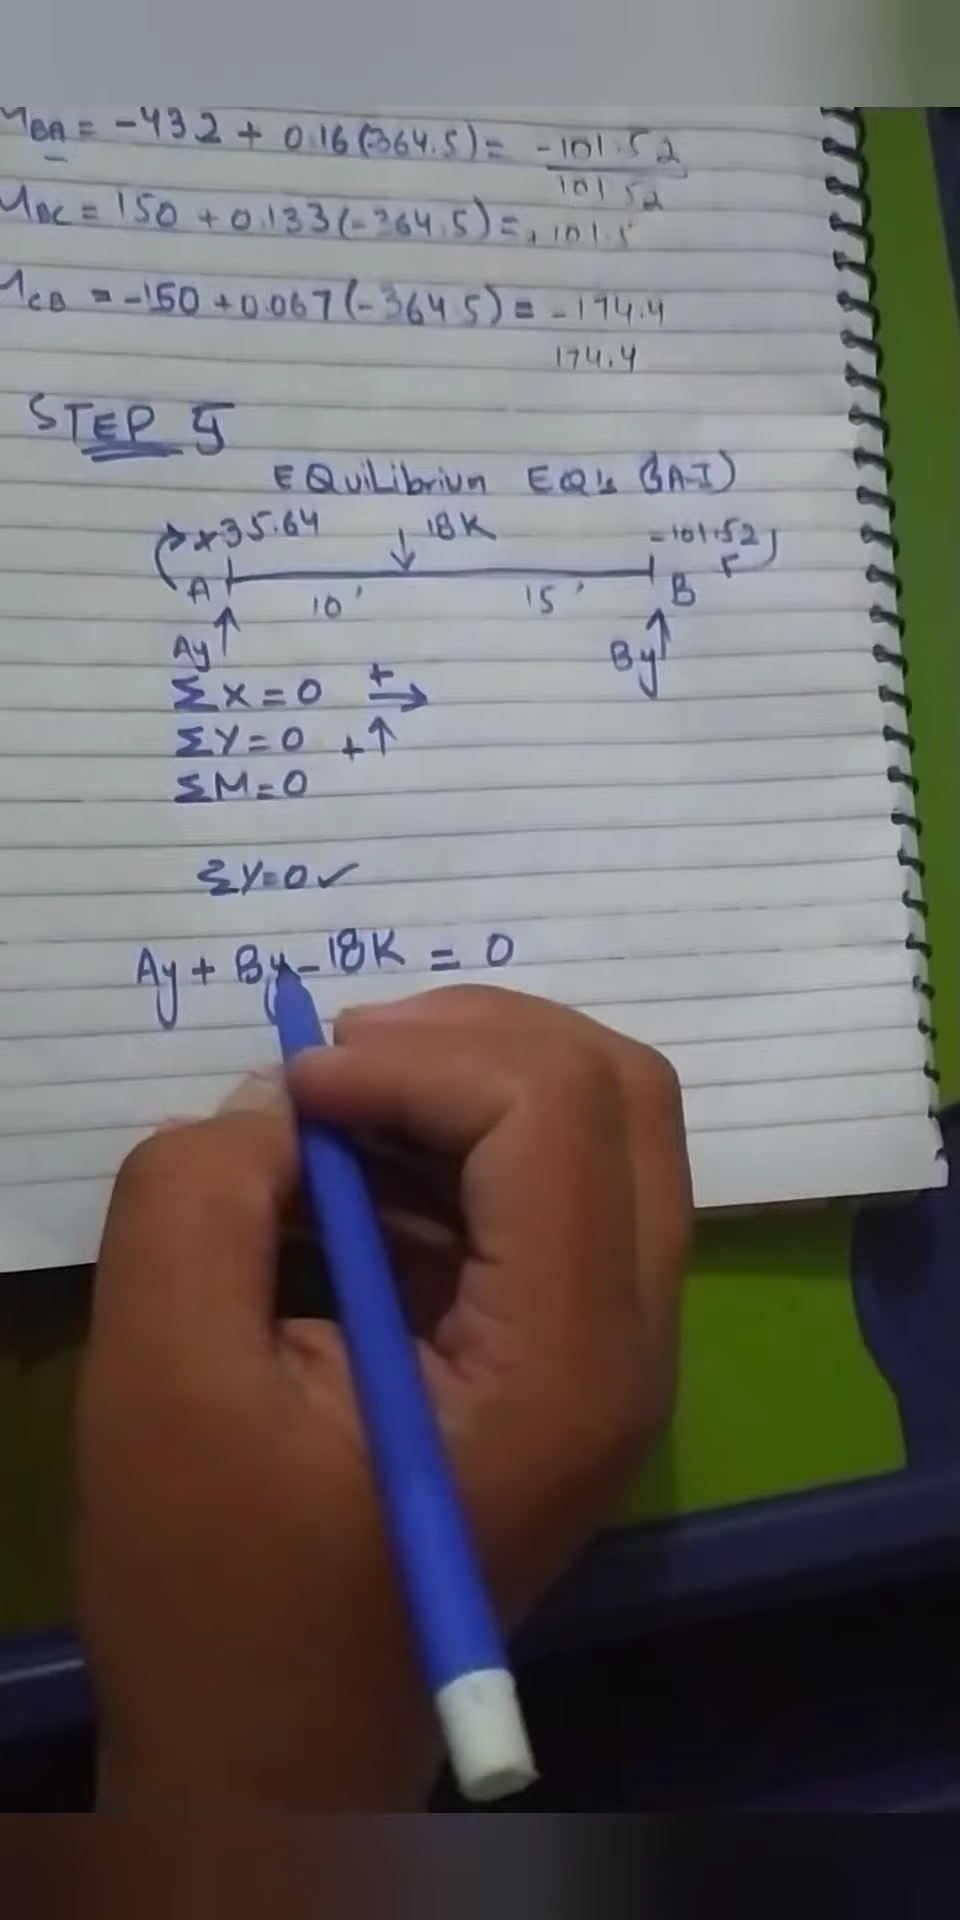 MBA = -432 + 0.16(-364.5) = -101.52
101.52
MBC = 150 + 0.133(-364.5) = +101.5
MCB = -150 + 0.067(-364.5) = -174.4
174.4
STEP 5
EQuiLibrium EQ's (SA-I)
+35.64 18K -101.52
A 10' 15' B
Ay ↑ By ↑
ΣX = 0 +→
ΣY = 0 +↑
ΣM = 0
ΣY = 0 ✓
Ay + By - 18K = 0